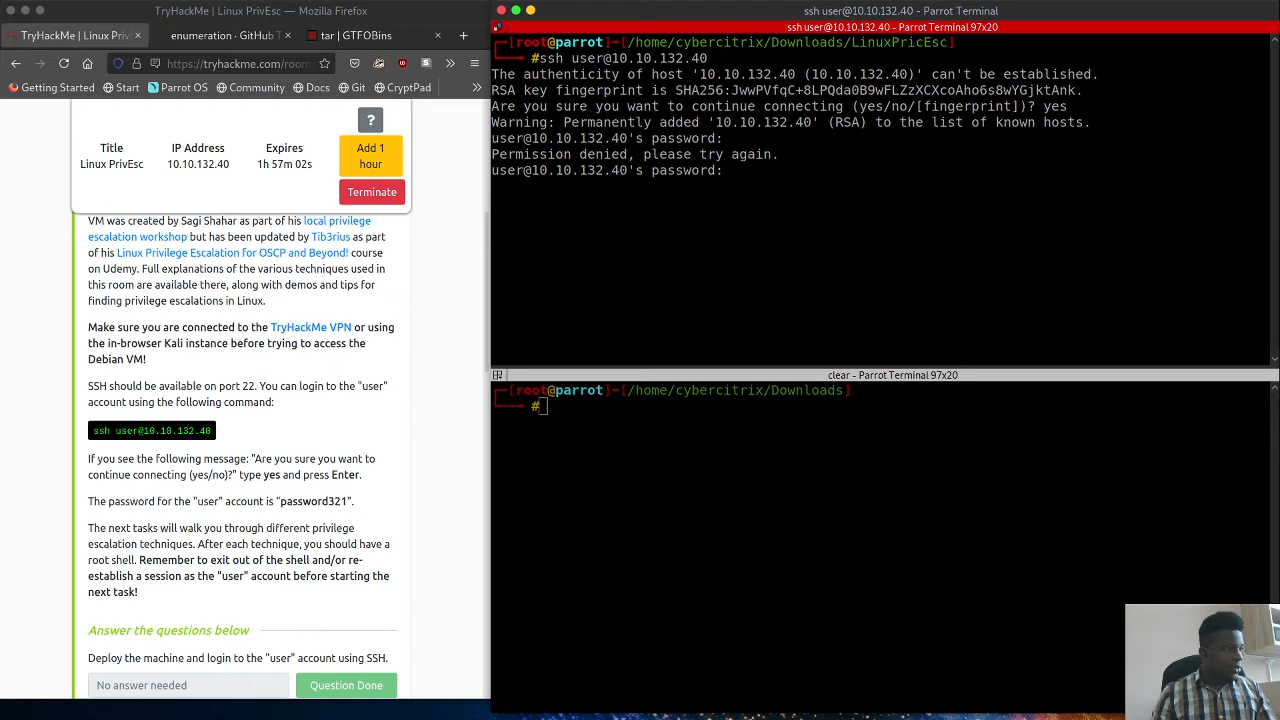 TryHackMe | Linux PrivEsc — Mozilla Firefox
TryHackMe | Linux Priv
enumeration · GitHub T
tar | GTFOBins
https://tryhackme.com/room
Getting Started
Start
Parrot OS
Community
Docs
Git
CryptPad
?
Title
IP Address
Expires
Add 1
hour
Linux PrivEsc
10.10.132.40
1h 57m 02s
Terminate
VM was created by Sagi Shahar as part of his local privilege
escalation workshop but has been updated by Tib3rius as part
of his Linux Privilege Escalation for OSCP and Beyond! course
on Udemy. Full explanations of the various techniques used in
this room are available there, along with demos and tips for
finding privilege escalations in Linux.
Make sure you are connected to the TryHackMe VPN or using
the in-browser Kali instance before trying to access the
Debian VM!
SSH should be available on port 22. You can login to the "user"
account using the following command:
ssh user@10.10.132.40
If you see the following message: "Are you sure you want to
continue connecting (yes/no)?" type yes and press Enter.
The password for the "user" account is "password321".
The next tasks will walk you through different privilege
escalation techniques. After each technique, you should have a
root shell. Remember to exit out of the shell and/or re-
establish a session as the "user" account before starting the
next task!
Answer the questions below
Deploy the machine and login to the "user" account using SSH.
No answer needed
Question Done
ssh user@10.10.132.40 - Parrot Terminal
ssh user@10.10.132.40 - Parrot Terminal 97x20
[root@parrot]─[/home/cybercitrix/Downloads/LinuxPricEsc]
#ssh user@10.10.132.40
The authenticity of host '10.10.132.40 (10.10.132.40)' can't be established.
RSA key fingerprint is SHA256:JwwPVfqC+8LPQda0B9wFLZzXCXcoAho6s8wYGjktAnk.
Are you sure you want to continue connecting (yes/no/[fingerprint])? yes
Warning: Permanently added '10.10.132.40' (RSA) to the list of known hosts.
user@10.10.132.40's password:
Permission denied, please try again.
user@10.10.132.40's password:
clear - Parrot Terminal 97x20
[root@parrot]─[/home/cybercitrix/Downloads]
#